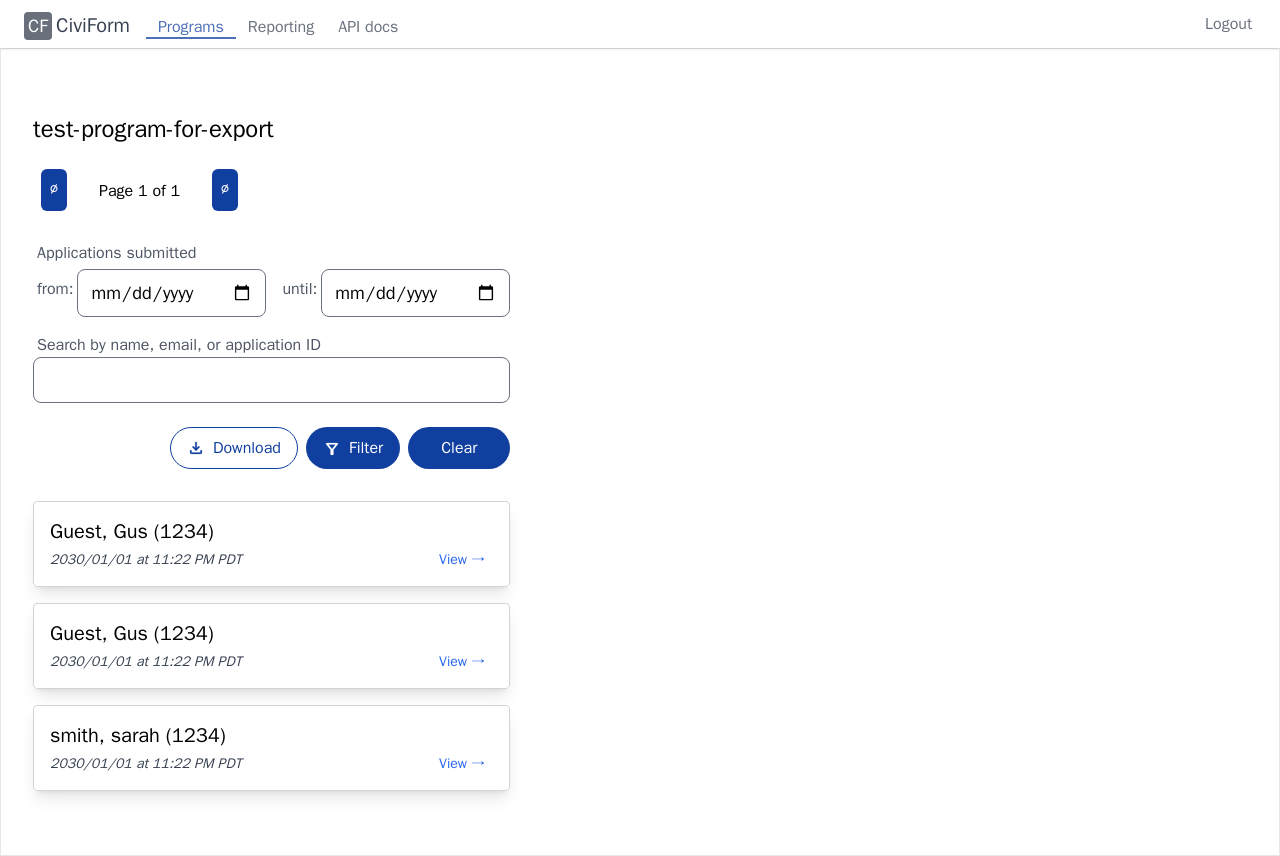 CF CiviForm Programs Reporting API docs Logout
test-program-for-export
∅ Page 1 of 1 ∅
Applications submitted
from: mm/dd/yyyy until: mm/dd/yyyy
Search by name, email, or application ID
Download Filter Clear
Guest, Gus (1234)
2030/01/01 at 11:22 PM PDT View →
Guest, Gus (1234)
2030/01/01 at 11:22 PM PDT View →
smith, sarah (1234)
2030/01/01 at 11:22 PM PDT View →